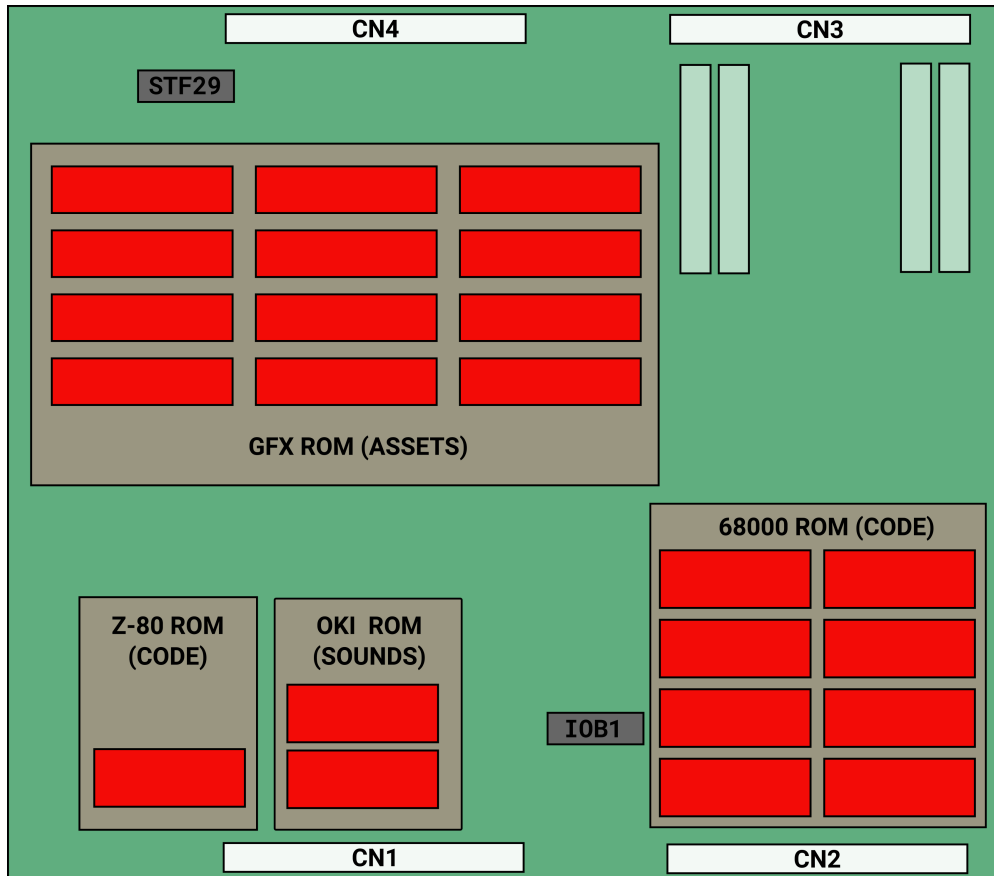 CN4
CN3
STF29
GFX ROM (ASSETS)
68000 ROM (CODE)
Z-80 ROM
(CODE)
OKI ROM
(SOUNDS)
IOB1
CN1
CN2